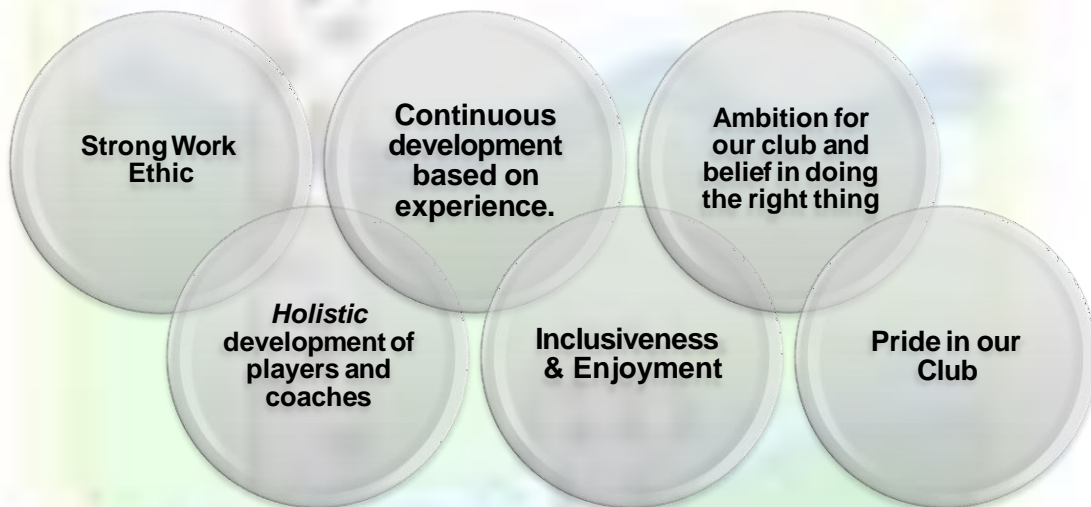 Strong Work
Ethic
Continuous
development
based on
experience.
Ambition for
our club and
belief in doing
the right thing
Holistic
development of
players and
coaches
Inclusiveness
& Enjoyment
Pride in our
Club